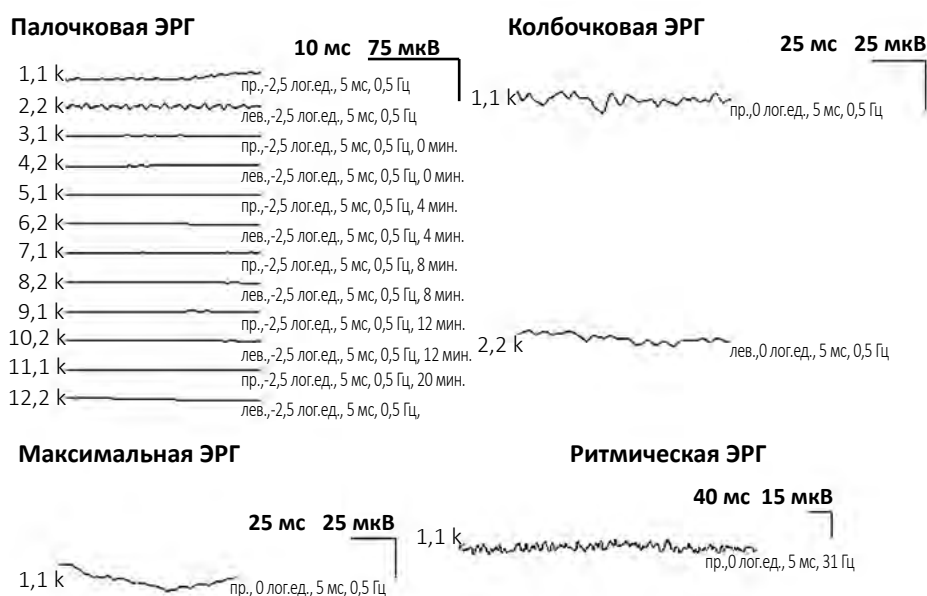 Палочковая ЭРГ
10 мс 75 мкВ
1,1 k
пр.,-2,5 лог.ед., 5 мс, 0,5 Гц
2,2 k
лев.,-2,5 лог.ед., 5 мс, 0,5 Гц
3,1 k
пр.,-2,5 лог.ед., 5 мс, 0,5 Гц, 0 мин.
4,2 k
лев.,-2,5 лог.ед., 5 мс, 0,5 Гц, 0 мин.
5,1 k
пр.,-2,5 лог.ед., 5 мс, 0,5 Гц, 4 мин.
6,2 k
лев.,-2,5 лог.ед., 5 мс, 0,5 Гц, 4 мин.
7,1 k
пр.,-2,5 лог.ед., 5 мс, 0,5 Гц, 8 мин.
8,2 k
лев.,-2,5 лог.ед., 5 мс, 0,5 Гц, 8 мин.
9,1 k
пр.,-2,5 лог.ед., 5 мс, 0,5 Гц, 12 мин.
10,2 k
лев.,-2,5 лог.ед., 5 мс, 0,5 Гц, 12 мин.
11,1 k
пр.,-2,5 лог.ед., 5 мс, 0,5 Гц, 20 мин.
12,2 k
лев.,-2,5 лог.ед., 5 мс, 0,5 Гц,
Колбочковая ЭРГ
25 мс 25 мкВ
1,1 k
пр.,0 лог.ед., 5 мс, 0,5 Гц
2,2 k
лев.,0 лог.ед., 5 мс, 0,5 Гц
Максимальная ЭРГ
25 мс 25 мкВ
1,1 k
пр., 0 лог.ед., 5 мс, 0,5 Гц
Ритмическая ЭРГ
40 мс 15 мкВ
1,1 k
пр.,0 лог.ед., 5 мс, 31 Гц